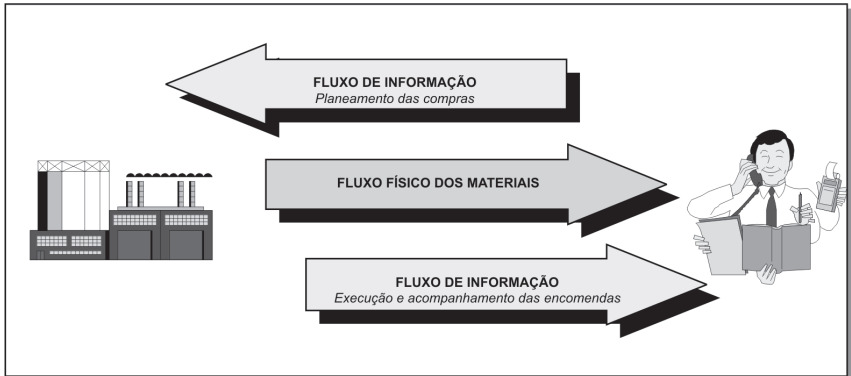 FLUXO DE INFORMAÇÃO
Planeamento das compras
FLUXO FÍSICO DOS MATERIAIS
FLUXO DE INFORMAÇÃO
Execução e acompanhamento das encomendas